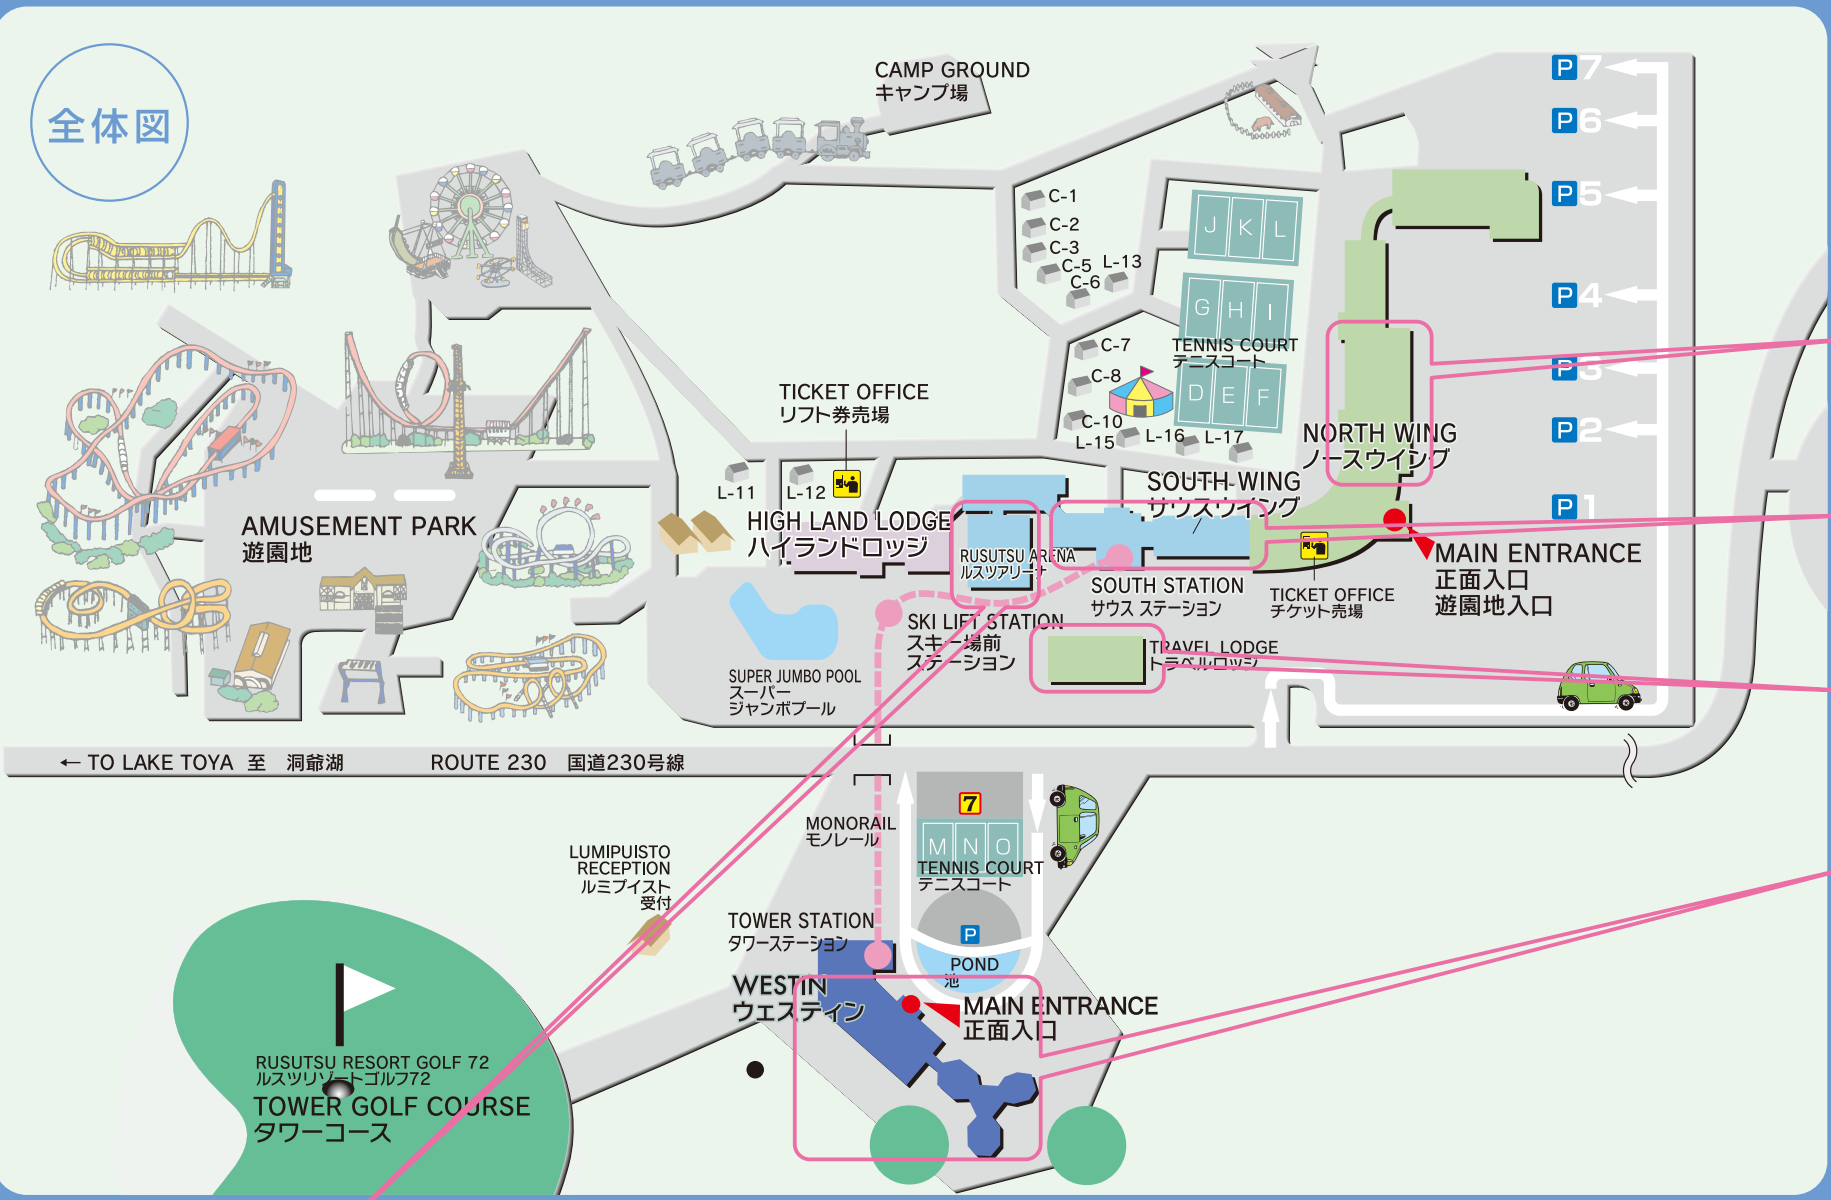 全体図
CAMP GROUND
キャンプ場
P7
P6
P5
P4
P3
P2
P1
C-1
C-2
C-3
C-5
C-6
L-13
J K L
G H I
TENNIS COURT
テニスコート
D E F
C-7
C-8
C-10
L-15
L-16
L-17
TICKET OFFICE
リフト券売場
L-11
L-12
NORTH WING
ノースウイング
SOUTH WING
サウスウイング
AMUSEMENT PARK
遊園地
HIGH LAND LODGE
ハイランドロッジ
RUSUTSU ARENA
ルスツアリーナ
MAIN ENTRANCE
正面入口
遊園地入口
SOUTH STATION
サウス ステーション
TICKET OFFICE
チケット売場
SKI LIFT STATION
スキー場前
ステーション
TRAVEL LODGE
トラベルロッジ
SUPER JUMBO POOL
スーパー
ジャンボプール
← TO LAKE TOYA 至 洞爺湖
ROUTE 230 国道230号線
7
MONORAIL
モノレール
M N O
TENNIS COURT
テニスコート
LUMIPUISTO
RECEPTION
ルミプイスト
受付
TOWER STATION
タワーステーション
P
POND
池
WESTIN
ウェスティン
MAIN ENTRANCE
正面入口
RUSUTSU RESORT GOLF 72
ルスツリゾートゴルフ72
TOWER GOLF COURSE
タワーコース